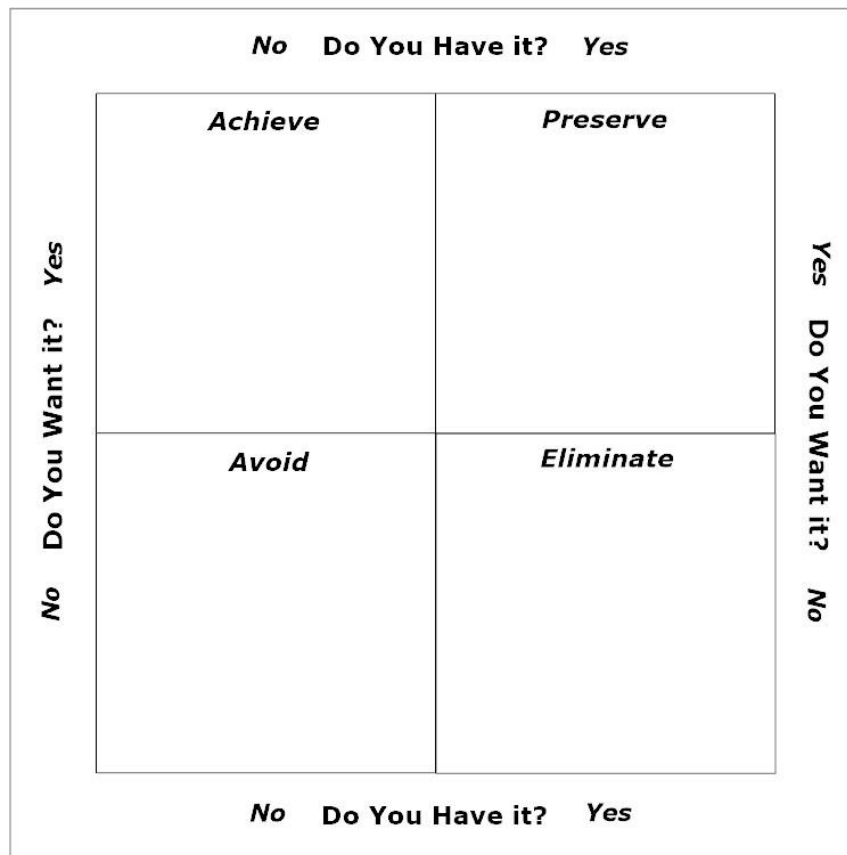 No Do You Have it? Yes
Achieve Preserve
Yes Do You Want it? No
Yes Do You Want it? No
Avoid Eliminate
No Do You Have it? Yes